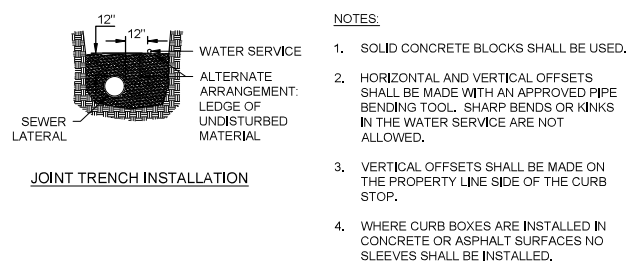 12"
12"
WATER SERVICE
ALTERNATE
ARRANGEMENT:
LEDGE OF
UNDISTURBED
MATERIAL
SEWER
LATERAL
JOINT TRENCH INSTALLATION
NOTES:
1. SOLID CONCRETE BLOCKS SHALL BE USED.
2. HORIZONTAL AND VERTICAL OFFSETS
SHALL BE MADE WITH AN APPROVED PIPE
BENDING TOOL. SHARP BENDS OR KINKS
IN THE WATER SERVICE ARE NOT
ALLOWED.
3. VERTICAL OFFSETS SHALL BE MADE ON
THE PROPERTY LINE SIDE OF THE CURB
STOP.
4. WHERE CURB BOXES ARE INSTALLED IN
CONCRETE OR ASPHALT SURFACES NO
SLEEVES SHALL BE INSTALLED.